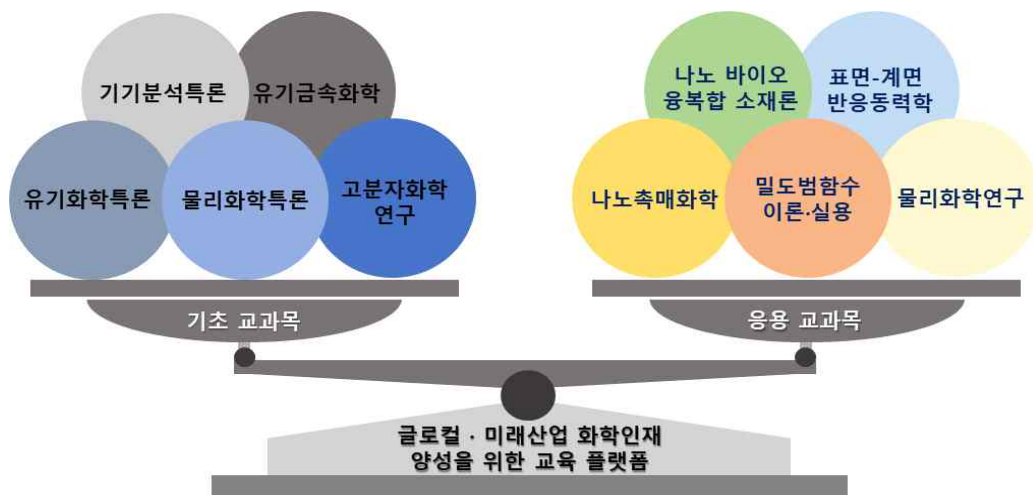 기기분석특론
유기금속화학
유기화학특론
물리화학특론
고분자화학
연구
기초 교과목
나노 바이오
융복합 소재론
표면-계면
반응동력학
나노촉매화학
밀도범함수
이론·실용
물리화학연구
응용 교과목
글로컬 · 미래산업 화학인재
양성을 위한 교육 플랫폼